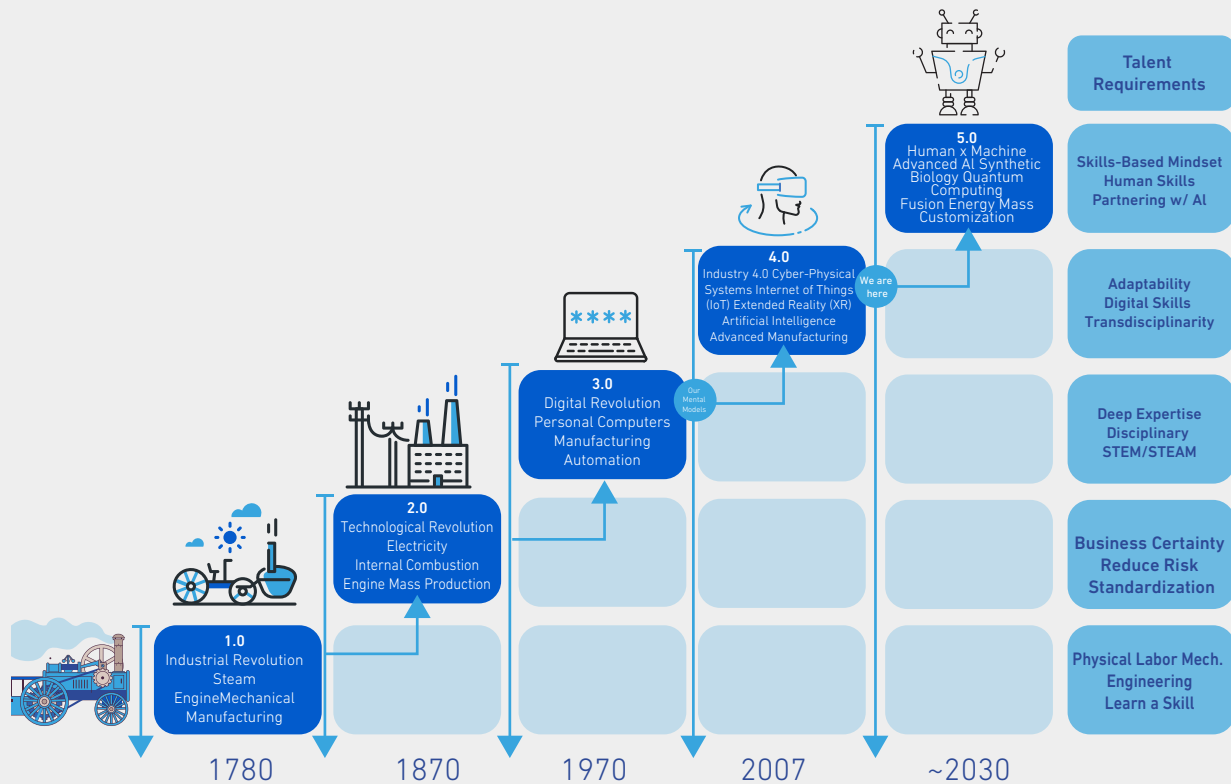 Talent
Requirements
5.0
Human x Machine
Advanced AI Synthetic
Biology Quantum
Computing
Fusion Energy Mass
Customization
Skills-Based Mindset
Human Skills
Partnering w/ AI
4.0
Industry 4.0 Cyber-Physical
Systems Internet of Things
(IoT) Extended Reality (XR)
Artificial Intelligence
Advanced Manufacturing
We are
here
Adaptability
Digital Skills
Transdisciplinarity
****
3.0
Digital Revolution
Personal Computers
Manufacturing
Automation
Our
Mental
Models
Deep Expertise
Disciplinary
STEM/STEAM
2.0
Technological Revolution
Electricity
Internal Combustion
Engine Mass Production
Business Certainty
Reduce Risk
Standardization
1.0
Industrial Revolution
Steam
EngineMechanical
Manufacturing
Physical Labor Mech.
Engineering
Learn a Skill
1780
1870
1970
2007
~2030